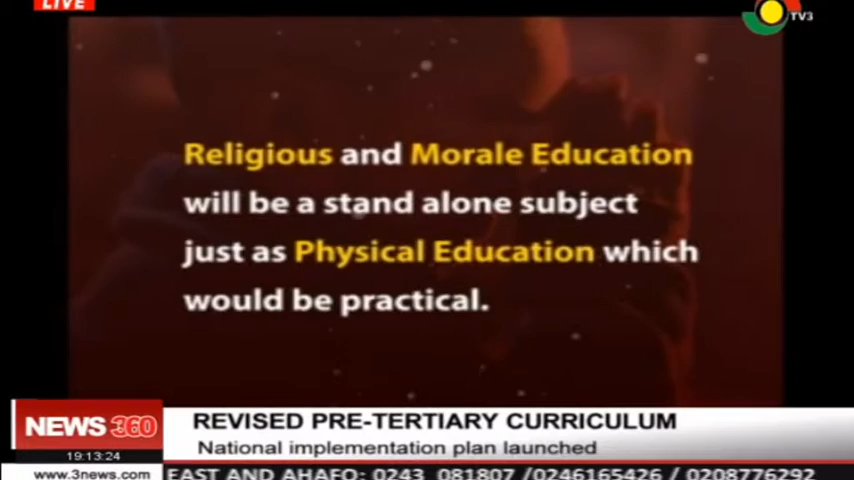 LIVE
TV3
Religious and Morale Education
will be a stand alone subject
just as Physical Education which
would be practical.
NEWS 360
REVISED PRE-TERTIARY CURRICULUM
National implementation plan launched
19:13:24
www.3news.com
EAST AND AHAFO: 0243 081807 /0246165426 / 0208776292